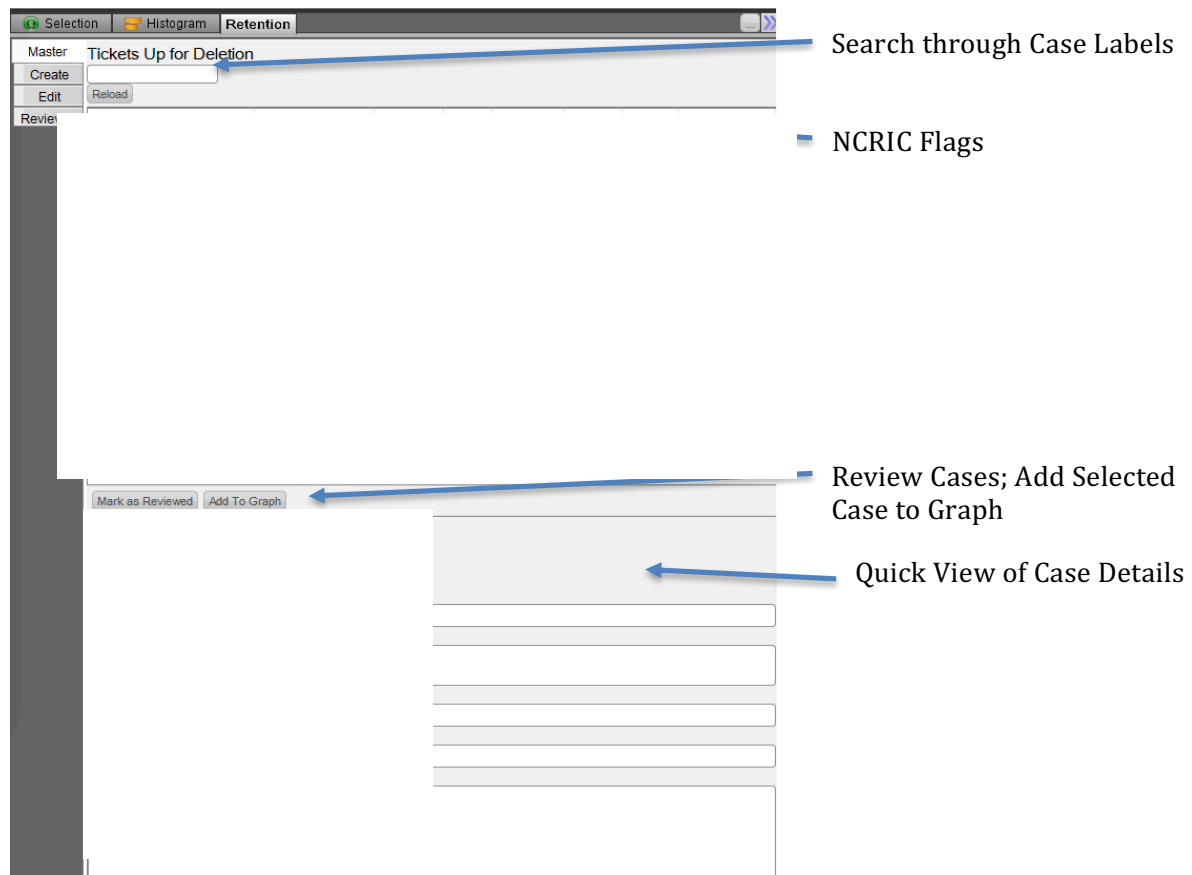 Selection Histogram Retention ...
Master
Create
Edit
Tickets Up for Deletion
Reload
Search through Case Labels
NCRIC Flags
Mark as Reviewed Add To Graph
Review Cases; Add Selected
Case to Graph
Quick View of Case Details